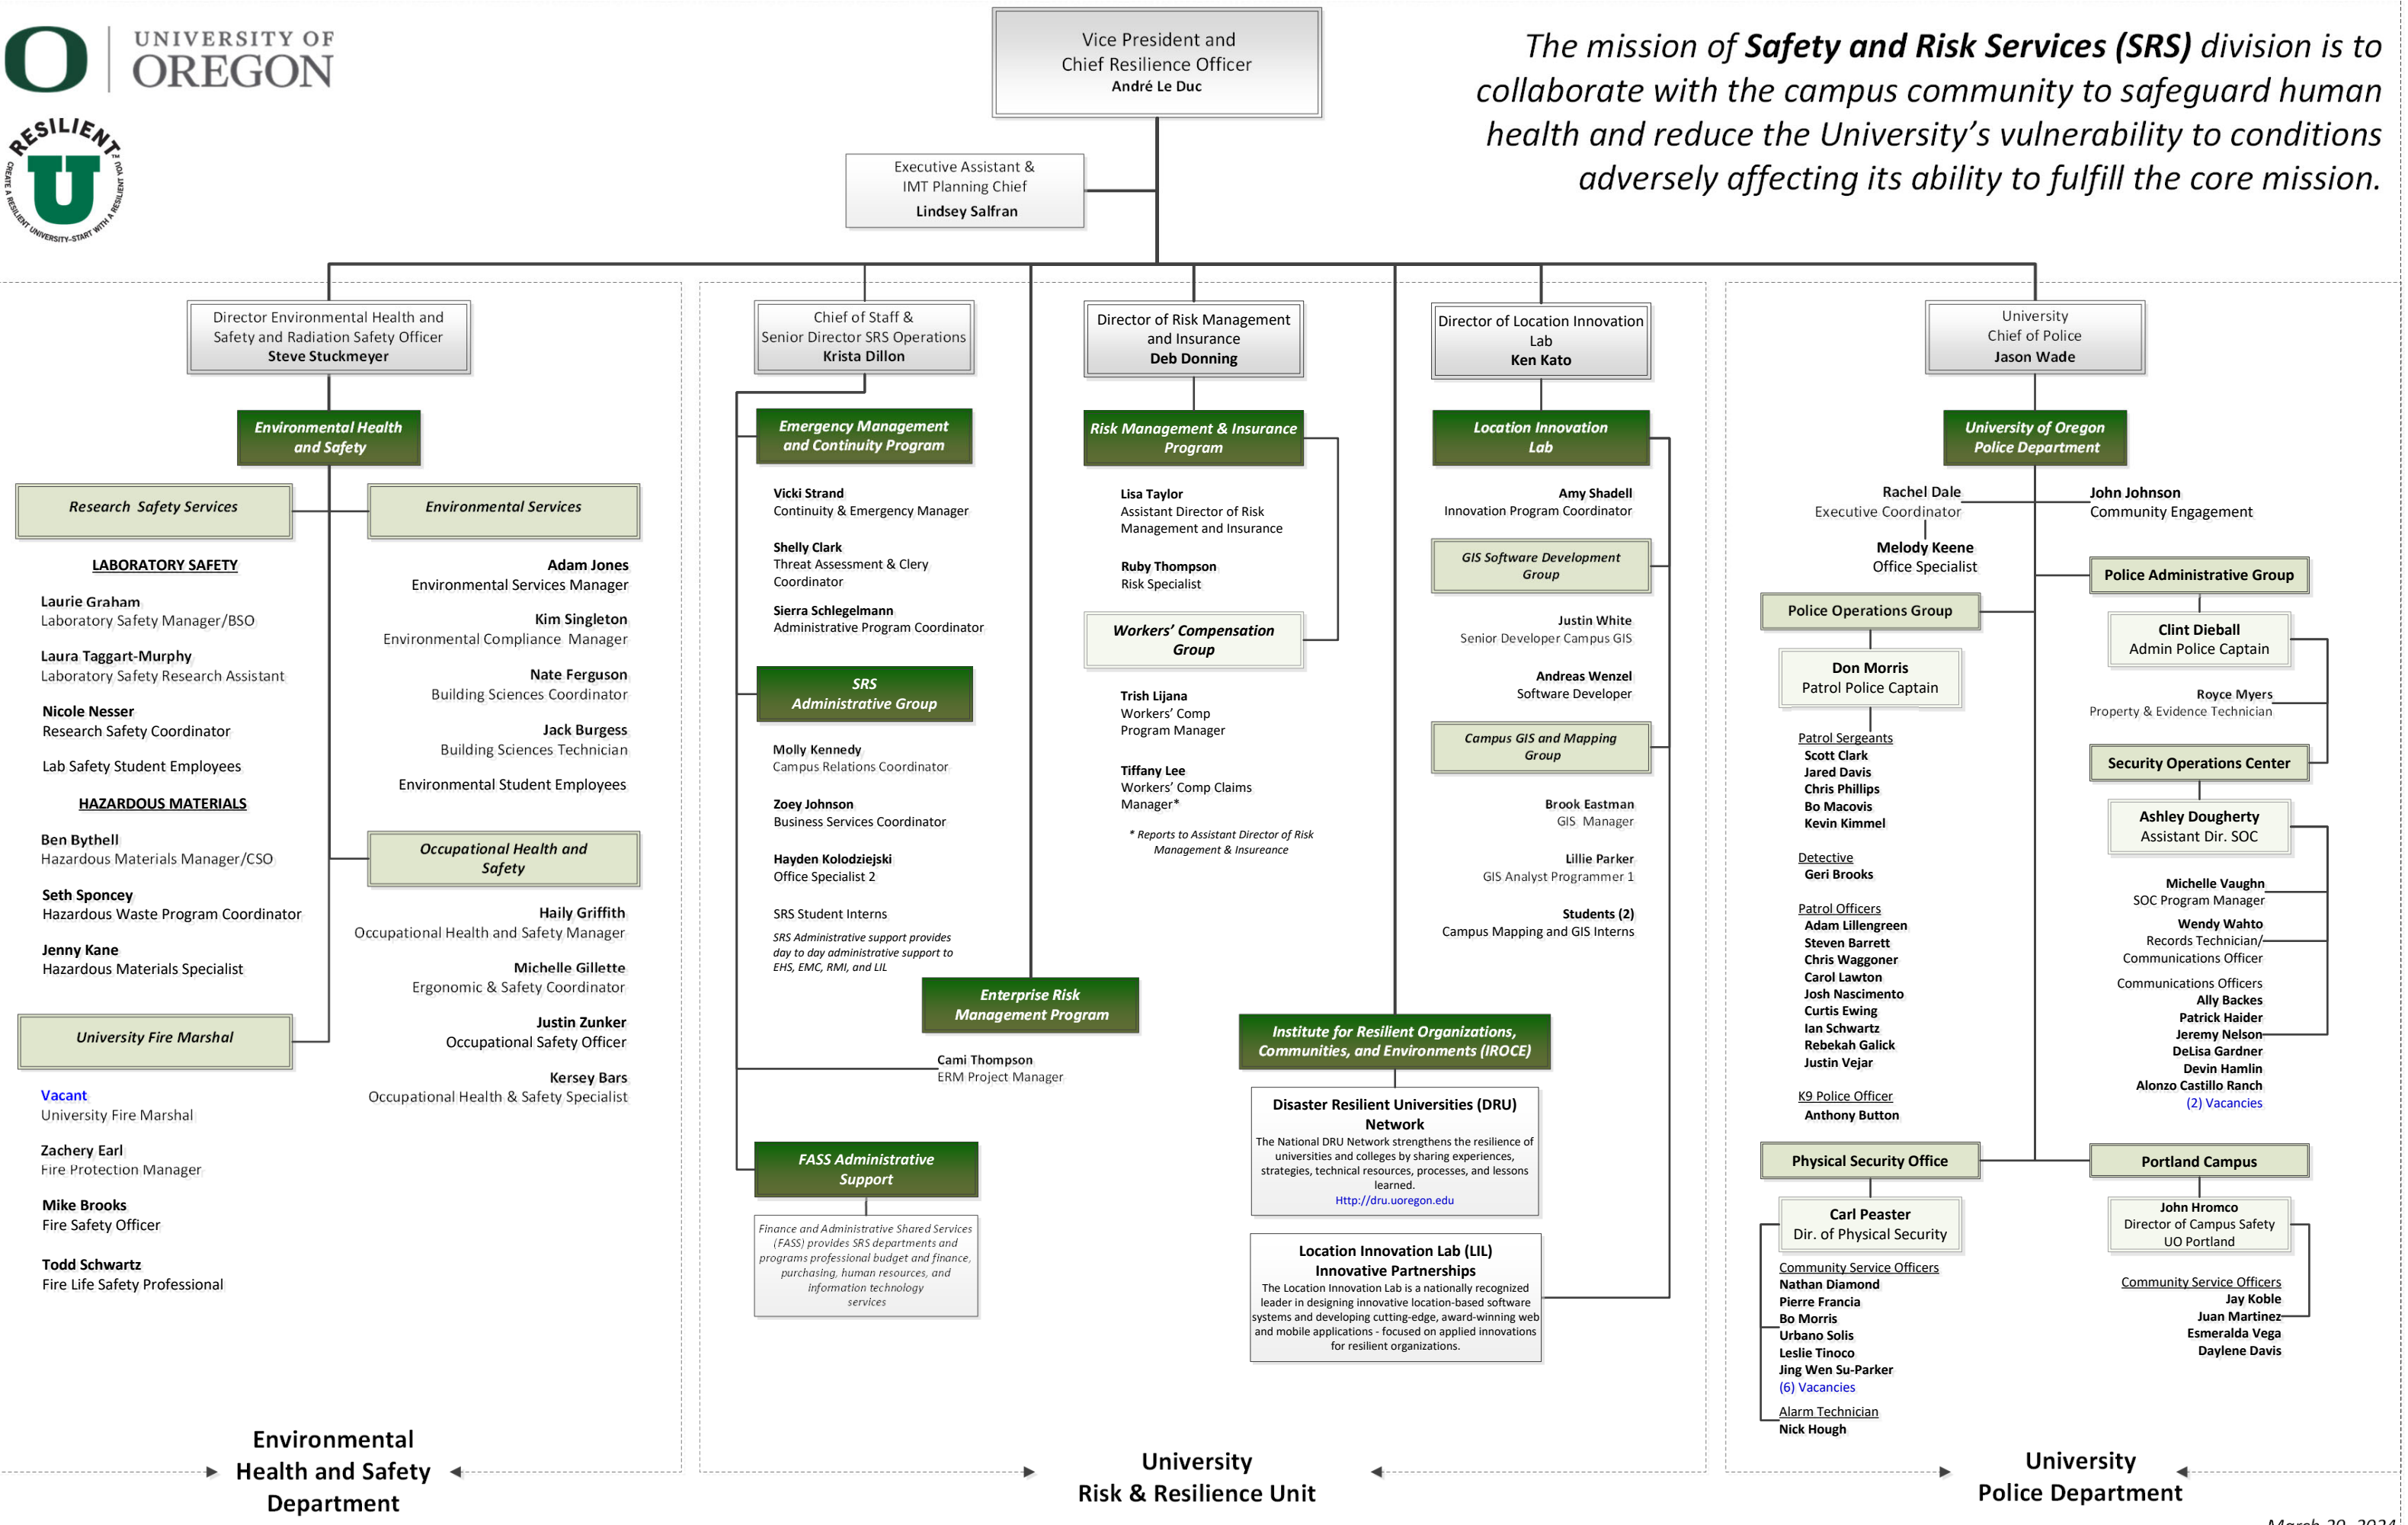 UNIVERSITY OF
OREGON
RESILIENT
U
CREATE A RESILIENT UNIVERSITY–START WITH A RESILIENT YOU
Vice President and
Chief Resilience Officer
André Le Duc
The mission of Safety and Risk Services (SRS) division is to
collaborate with the campus community to safeguard human
health and reduce the University’s vulnerability to conditions
adversely affecting its ability to fulfill the core mission.
Executive Assistant &
IMT Planning Chief
Lindsey Salfran
Director Environmental Health and
Safety and Radiation Safety Officer
Steve Stuckmeyer
Environmental Health
and Safety
Research Safety Services
LABORATORY SAFETY
Laurie Graham
Laboratory Safety Manager/BSO
Laura Taggart-Murphy
Laboratory Safety Research Assistant
Nicole Nesser
Research Safety Coordinator
Lab Safety Student Employees
HAZARDOUS MATERIALS
Ben Bythell
Hazardous Materials Manager/CSO
Seth Sponcey
Hazardous Waste Program Coordinator
Jenny Kane
Hazardous Materials Specialist
University Fire Marshal
Vacant
University Fire Marshal
Zachery Earl
Fire Protection Manager
Mike Brooks
Fire Safety Officer
Todd Schwartz
Fire Life Safety Professional
Environmental Services
Adam Jones
Environmental Services Manager
Kim Singleton
Environmental Compliance Manager
Nate Ferguson
Building Sciences Coordinator
Jack Burgess
Building Sciences Technician
Environmental Student Employees
Occupational Health and
Safety
Haily Griffith
Occupational Health and Safety Manager
Michelle Gillette
Ergonomic & Safety Coordinator
Justin Zunker
Occupational Safety Officer
Kersey Bars
Occupational Health & Safety Specialist
Environmental
Health and Safety
Department
Chief of Staff &
Senior Director SRS Operations
Krista Dillon
Emergency Management
and Continuity Program
Vicki Strand
Continuity & Emergency Manager
Shelly Clark
Threat Assessment & Clery
Coordinator
Sierra Schlegelmann
Administrative Program Coordinator
SRS
Administrative Group
Molly Kennedy
Campus Relations Coordinator
Zoey Johnson
Business Services Coordinator
Hayden Kolodziejski
Office Specialist 2
SRS Student Interns
SRS Administrative support provides
day to day administrative support to
EHS, EMC, RMI, and LIL
Enterprise Risk
Management Program
Cami Thompson
ERM Project Manager
FASS Administrative
Support
Finance and Administrative Shared Services
(FASS) provides SRS departments and
programs professional budget and finance,
purchasing, human resources, and
information technology
services
Director of Risk Management
and Insurance
Deb Donning
Risk Management & Insurance
Program
Lisa Taylor
Assistant Director of Risk
Management and Insurance
Ruby Thompson
Risk Specialist
Workers’ Compensation
Group
Trish Lijana
Workers’ Comp
Program Manager
Tiffany Lee
Workers’ Comp Claims
Manager*
* Reports to Assistant Director of Risk
Management & Insureance
Institute for Resilient Organizations,
Communities, and Environments (IROCE)
Disaster Resilient Universities (DRU)
Network
The National DRU Network strengthens the resilience of
universities and colleges by sharing experiences,
strategies, technical resources, processes, and lessons
learned.
Http://dru.uoregon.edu
Location Innovation Lab (LIL)
Innovative Partnerships
The Location Innovation Lab is a nationally recognized
leader in designing innovative location-based software
systems and developing cutting-edge, award-winning web
and mobile applications - focused on applied innovations
for resilient organizations.
Director of Location Innovation
Lab
Ken Kato
Location Innovation
Lab
Amy Shadell
Innovation Program Coordinator
GIS Software Development
Group
Justin White
Senior Developer Campus GIS
Andreas Wenzel
Software Developer
Campus GIS and Mapping
Group
Brook Eastman
GIS Manager
Lillie Parker
GIS Analyst Programmer 1
Students (2)
Campus Mapping and GIS Interns
University
Risk & Resilience Unit
University
Chief of Police
Jason Wade
University of Oregon
Police Department
Rachel Dale
Executive Coordinator
Melody Keene
Office Specialist
John Johnson
Community Engagement
Police Operations Group
Don Morris
Patrol Police Captain
Patrol Sergeants
Scott Clark
Jared Davis
Chris Phillips
Bo Macovis
Kevin Kimmel
Detective
Geri Brooks
Patrol Officers
Adam Lillengreen
Steven Barrett
Chris Waggoner
Carol Lawton
Josh Nascimento
Curtis Ewing
Ian Schwartz
Rebekah Galick
Justin Vejar
K9 Police Officer
Anthony Button
Physical Security Office
Carl Peaster
Dir. of Physical Security
Community Service Officers
Nathan Diamond
Pierre Francia
Bo Morris
Urbano Solis
Leslie Tinoco
Jing Wen Su-Parker
(6) Vacancies
Alarm Technician
Nick Hough
Police Administrative Group
Clint Dieball
Admin Police Captain
Royce Myers
Property & Evidence Technician
Security Operations Center
Ashley Dougherty
Assistant Dir. SOC
Michelle Vaughn
SOC Program Manager
Wendy Wahto
Records Technician/
Communications Officer
Communications Officers
Ally Backes
Patrick Haider
Jeremy Nelson
DeLisa Gardner
Devin Hamlin
Alonzo Castillo Ranch
(2) Vacancies
Portland Campus
John Hromco
Director of Campus Safety
UO Portland
Community Service Officers
Jay Koble
Juan Martinez
Esmeralda Vega
Daylene Davis
University
Police Department